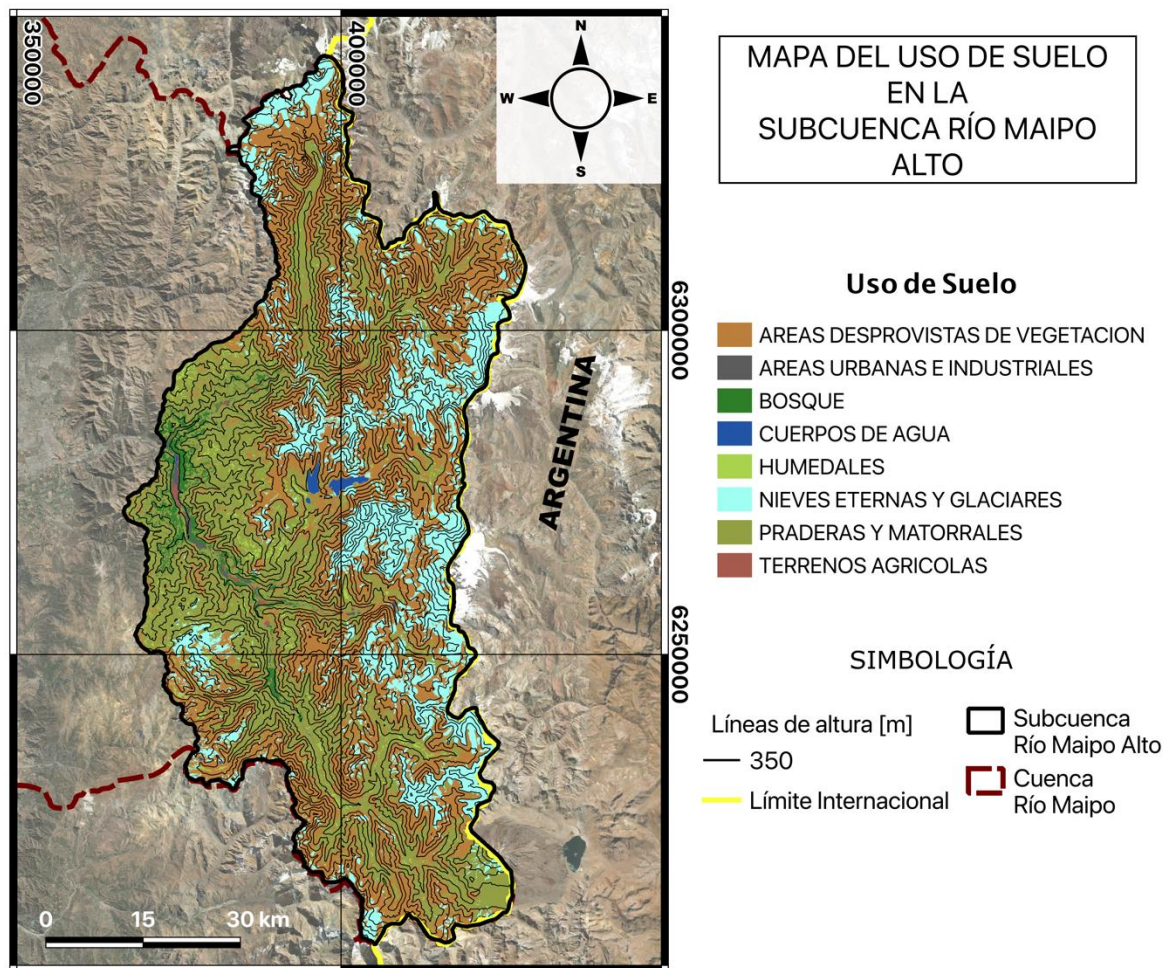 350000
400000
N
W
E
S
6300000
ARGENTINA
6250000
0 15 30 km
MAPA DEL USO DE SUELO
EN LA
SUBCUENCA RÍO MAIPO
ALTO
Uso de Suelo
AREAS DESPROVISTAS DE VEGETACION
AREAS URBANAS E INDUSTRIALES
BOSQUE
CUERPOS DE AGUA
HUMEDALES
NIEVES ETERNAS Y GLACIARES
PRADERAS Y MATORRALES
TERRENOS AGRICOLAS
SIMBOLOGÍA
Líneas de altura [m]
350
Límite Internacional
Subcuenca
Río Maipo Alto
Cuenca
Río Maipo